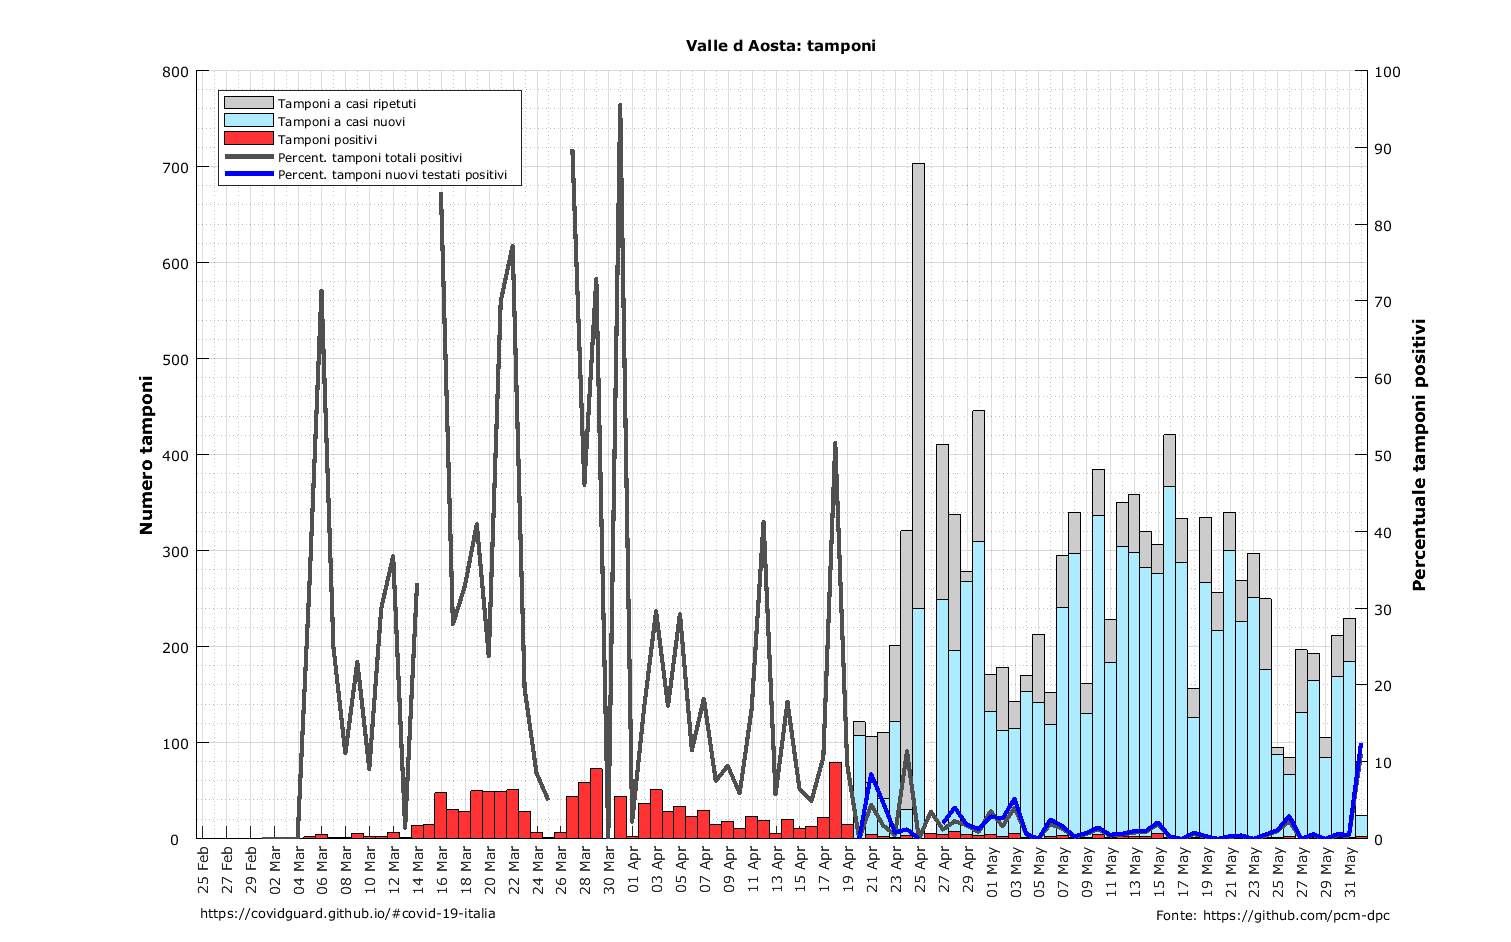 Valle d Aosta: tamponi
Tamponi a casi ripetuti
Tamponi a casi nuovi
Tamponi positivi
Percent. tamponi totali positivi
Percent. tamponi nuovi testati positivi
Numero tamponi
800
700
600
500
400
300
200
100
0
Percentuale tamponi positivi
100
90
80
70
60
50
40
30
20
10
0
25 Feb
27 Feb
29 Feb
02 Mar
04 Mar
06 Mar
08 Mar
10 Mar
12 Mar
14 Mar
16 Mar
18 Mar
20 Mar
22 Mar
24 Mar
26 Mar
28 Mar
30 Mar
01 Apr
03 Apr
05 Apr
07 Apr
09 Apr
11 Apr
13 Apr
15 Apr
17 Apr
19 Apr
21 Apr
23 Apr
25 Apr
27 Apr
29 Apr
01 May
03 May
05 May
07 May
09 May
11 May
13 May
15 May
17 May
19 May
21 May
23 May
25 May
27 May
29 May
31 May
https://covidguard.github.io/#covid-19-italia
Fonte: https://github.com/pcm-dpc